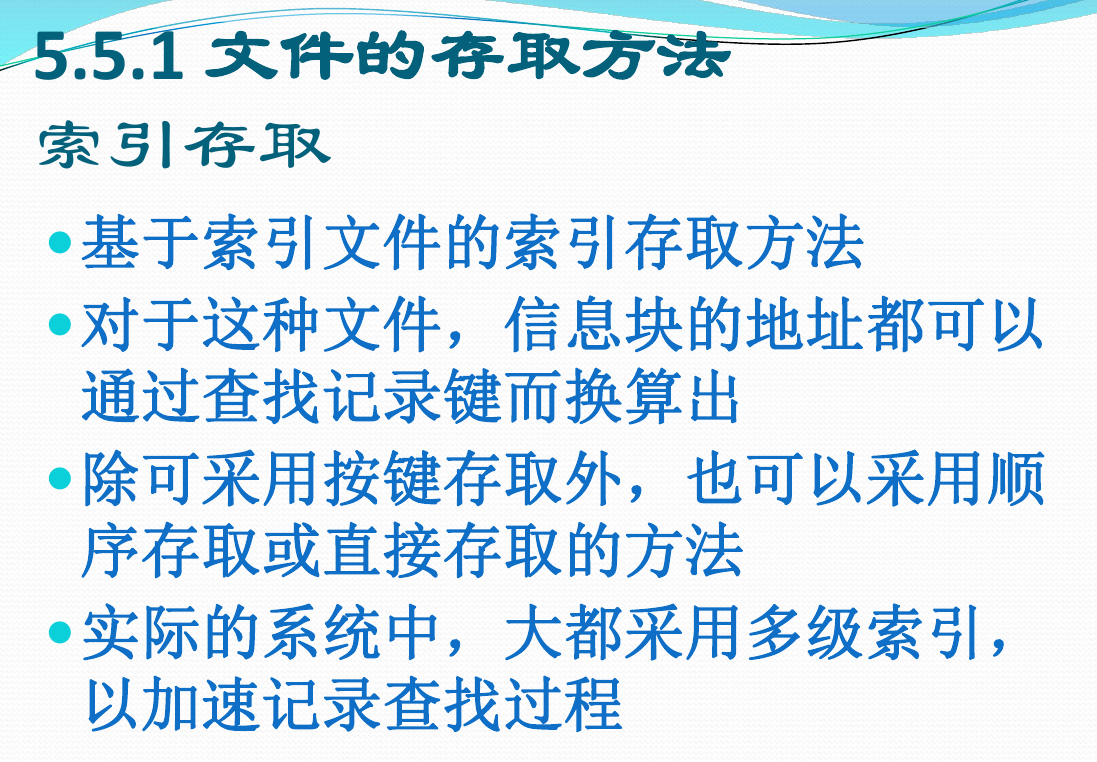 5.5.1 文件的存取方法
索引存取
•基于索引文件的索引存取方法
•对于这种文件，信息块的地址都可以
通过查找记录键而换算出
•除可采用按键存取外，也可以采用顺
序存取或直接存取的方法
•实际的系统中，大都采用多级索引，
以加速记录查找过程